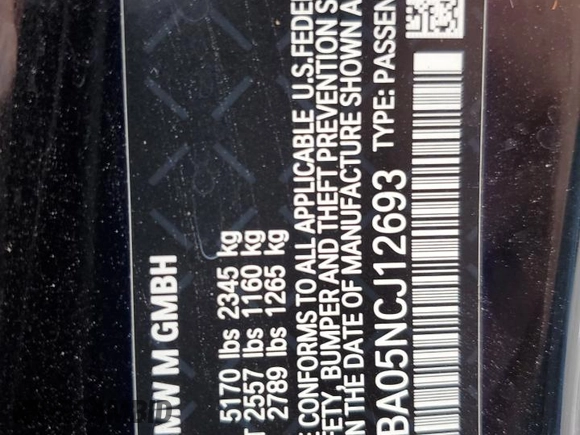 MW M GMBH
5170 lbs 2345 kg
T 2557 lbs 1160 kg
2789 lbs 1265 kg
E CONFORMS TO ALL APPLICABLE U.S.FEDE
FETY, BUMPER AND THEFT PREVENTION S
N THE DATE OF MANUFACTURE SHOWN A
BA05NCJ12693 TYPE: PASSEN